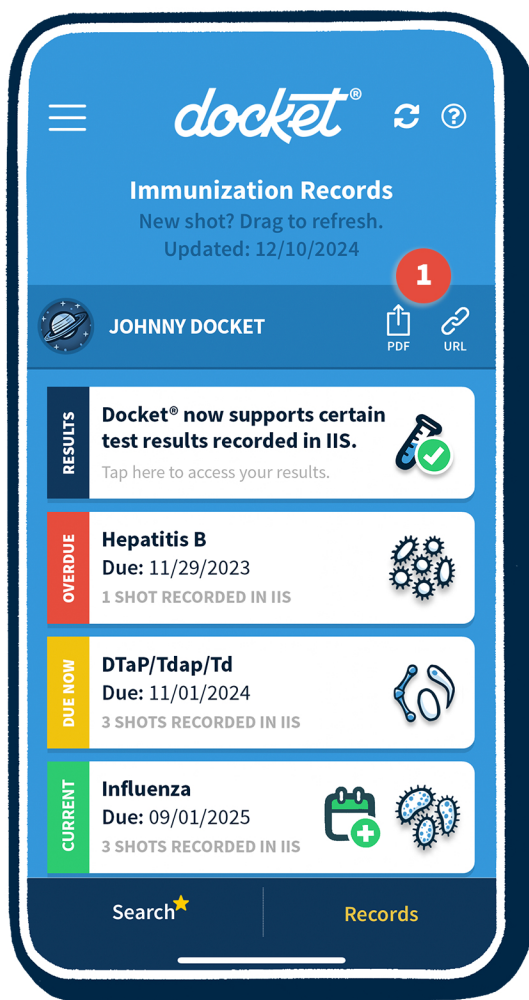 docket®
Immunization Records
New shot? Drag to refresh.
Updated: 12/10/2024
1
JOHNNY DOCKET
PDF
URL
RESULTS
Docket® now supports certain
test results recorded in IIS.
Tap here to access your results.
OVERDUE
Hepatitis B
Due: 11/29/2023
1 SHOT RECORDED IN IIS
DUE NOW
DTaP/Tdap/Td
Due: 11/01/2024
3 SHOTS RECORDED IN IIS
CURRENT
Influenza
Due: 09/01/2025
3 SHOTS RECORDED IN IIS
Search
Records